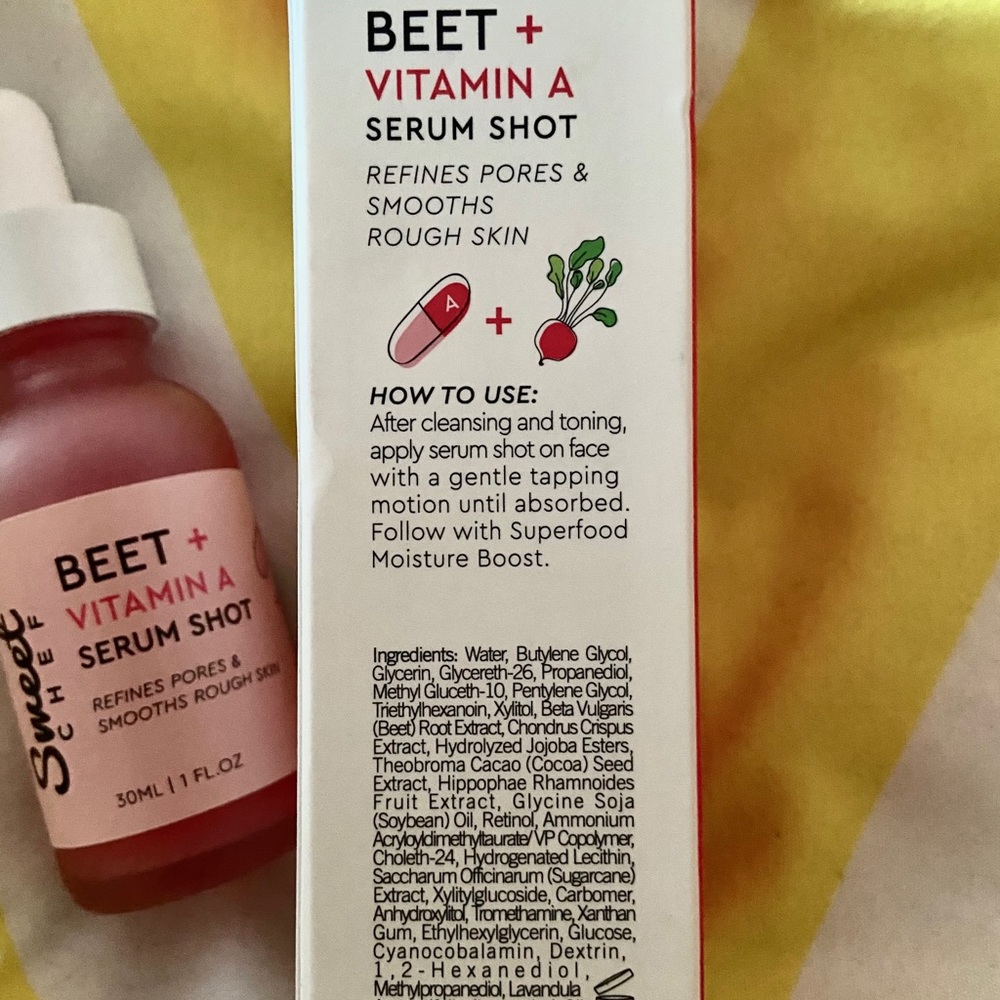 BEET +
VITAMIN A
SERUM SHOT
REFINES PORES &
SMOOTHS
ROUGH SKIN
A
+
HOW TO USE:
After cleansing and toning,
apply serum shot on face
with a gentle tapping
motion until absorbed.
Follow with Superfood
Moisture Boost.
Ingredients: Water, Butylene Glycol,
Glycerin, Glycereth-26, Propanediol,
Methyl Gluceth-10, Pentylene Glycol,
Triethylhexanoin, Xylitol, Beta Vulgaris
(Beet) Root Extract, Chondrus Crispus
Extract, Hydrolyzed Jojoba Esters,
Theobroma Cacao (Cocoa) Seed
Extract, Hippophae Rhamnoides
Fruit Extract, Glycine Soja
(Soybean) Oil, Retinol, Ammonium
Acryloyldimethyltaurate/VP Copolymer,
Choleth-24, Hydrogenated Lecithin,
Saccharum Officinarum (Sugarcane)
Extract, Xylitylglucoside, Carbomer,
Anhydroxylitol, Tromethamine, Xanthan
Gum, Ethylhexylglycerin, Glucose,
Cyanocobalamin, Dextrin,
1,2-Hexanediol,
Methylpropanediol, Lavandula
Sweet
CHEF
BEET +
VITAMIN A
SERUM SHOT
REFINES PORES &
SMOOTHS ROUGH SKIN
30ML | 1 FL.OZ